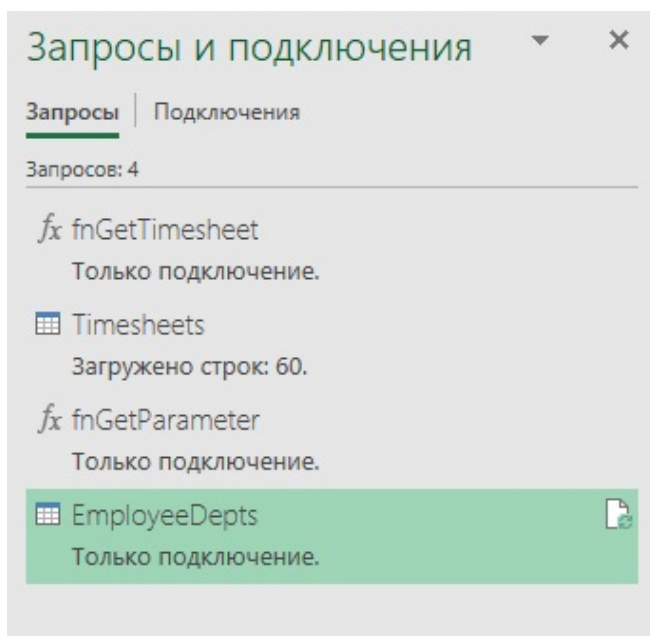 Запросы и подключения
Запросы | Подключения
Запросов: 4
fx fnGetTimesheet
Только подключение.
Timesheets
Загружено строк: 60.
fx fnGetParameter
Только подключение.
EmployeeDepts
Только подключение.